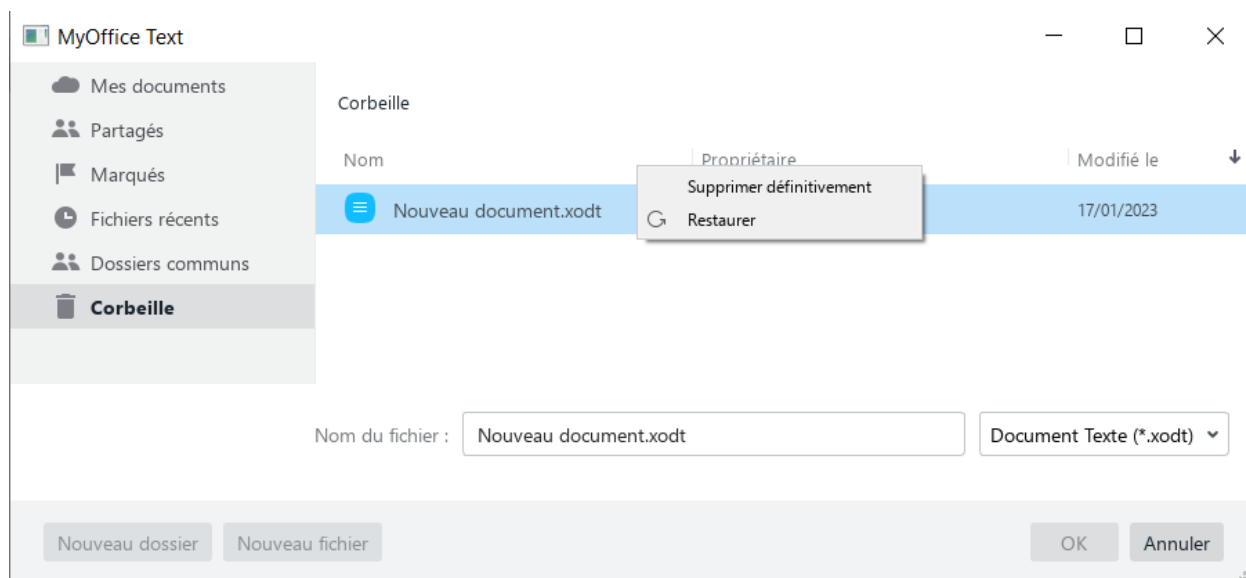 MyOffice Text
Mes documents
Partagés
Marqués
Fichiers récents
Dossiers communs
Corbeille
Corbeille
Nom Propriétaire Modifié le
Nouveau document.xodt 17/01/2023
Supprimer définitivement
Restaurer
Nom du fichier : Nouveau document.xodt Document Texte (*.xodt)
Nouveau dossier Nouveau fichier OK Annuler